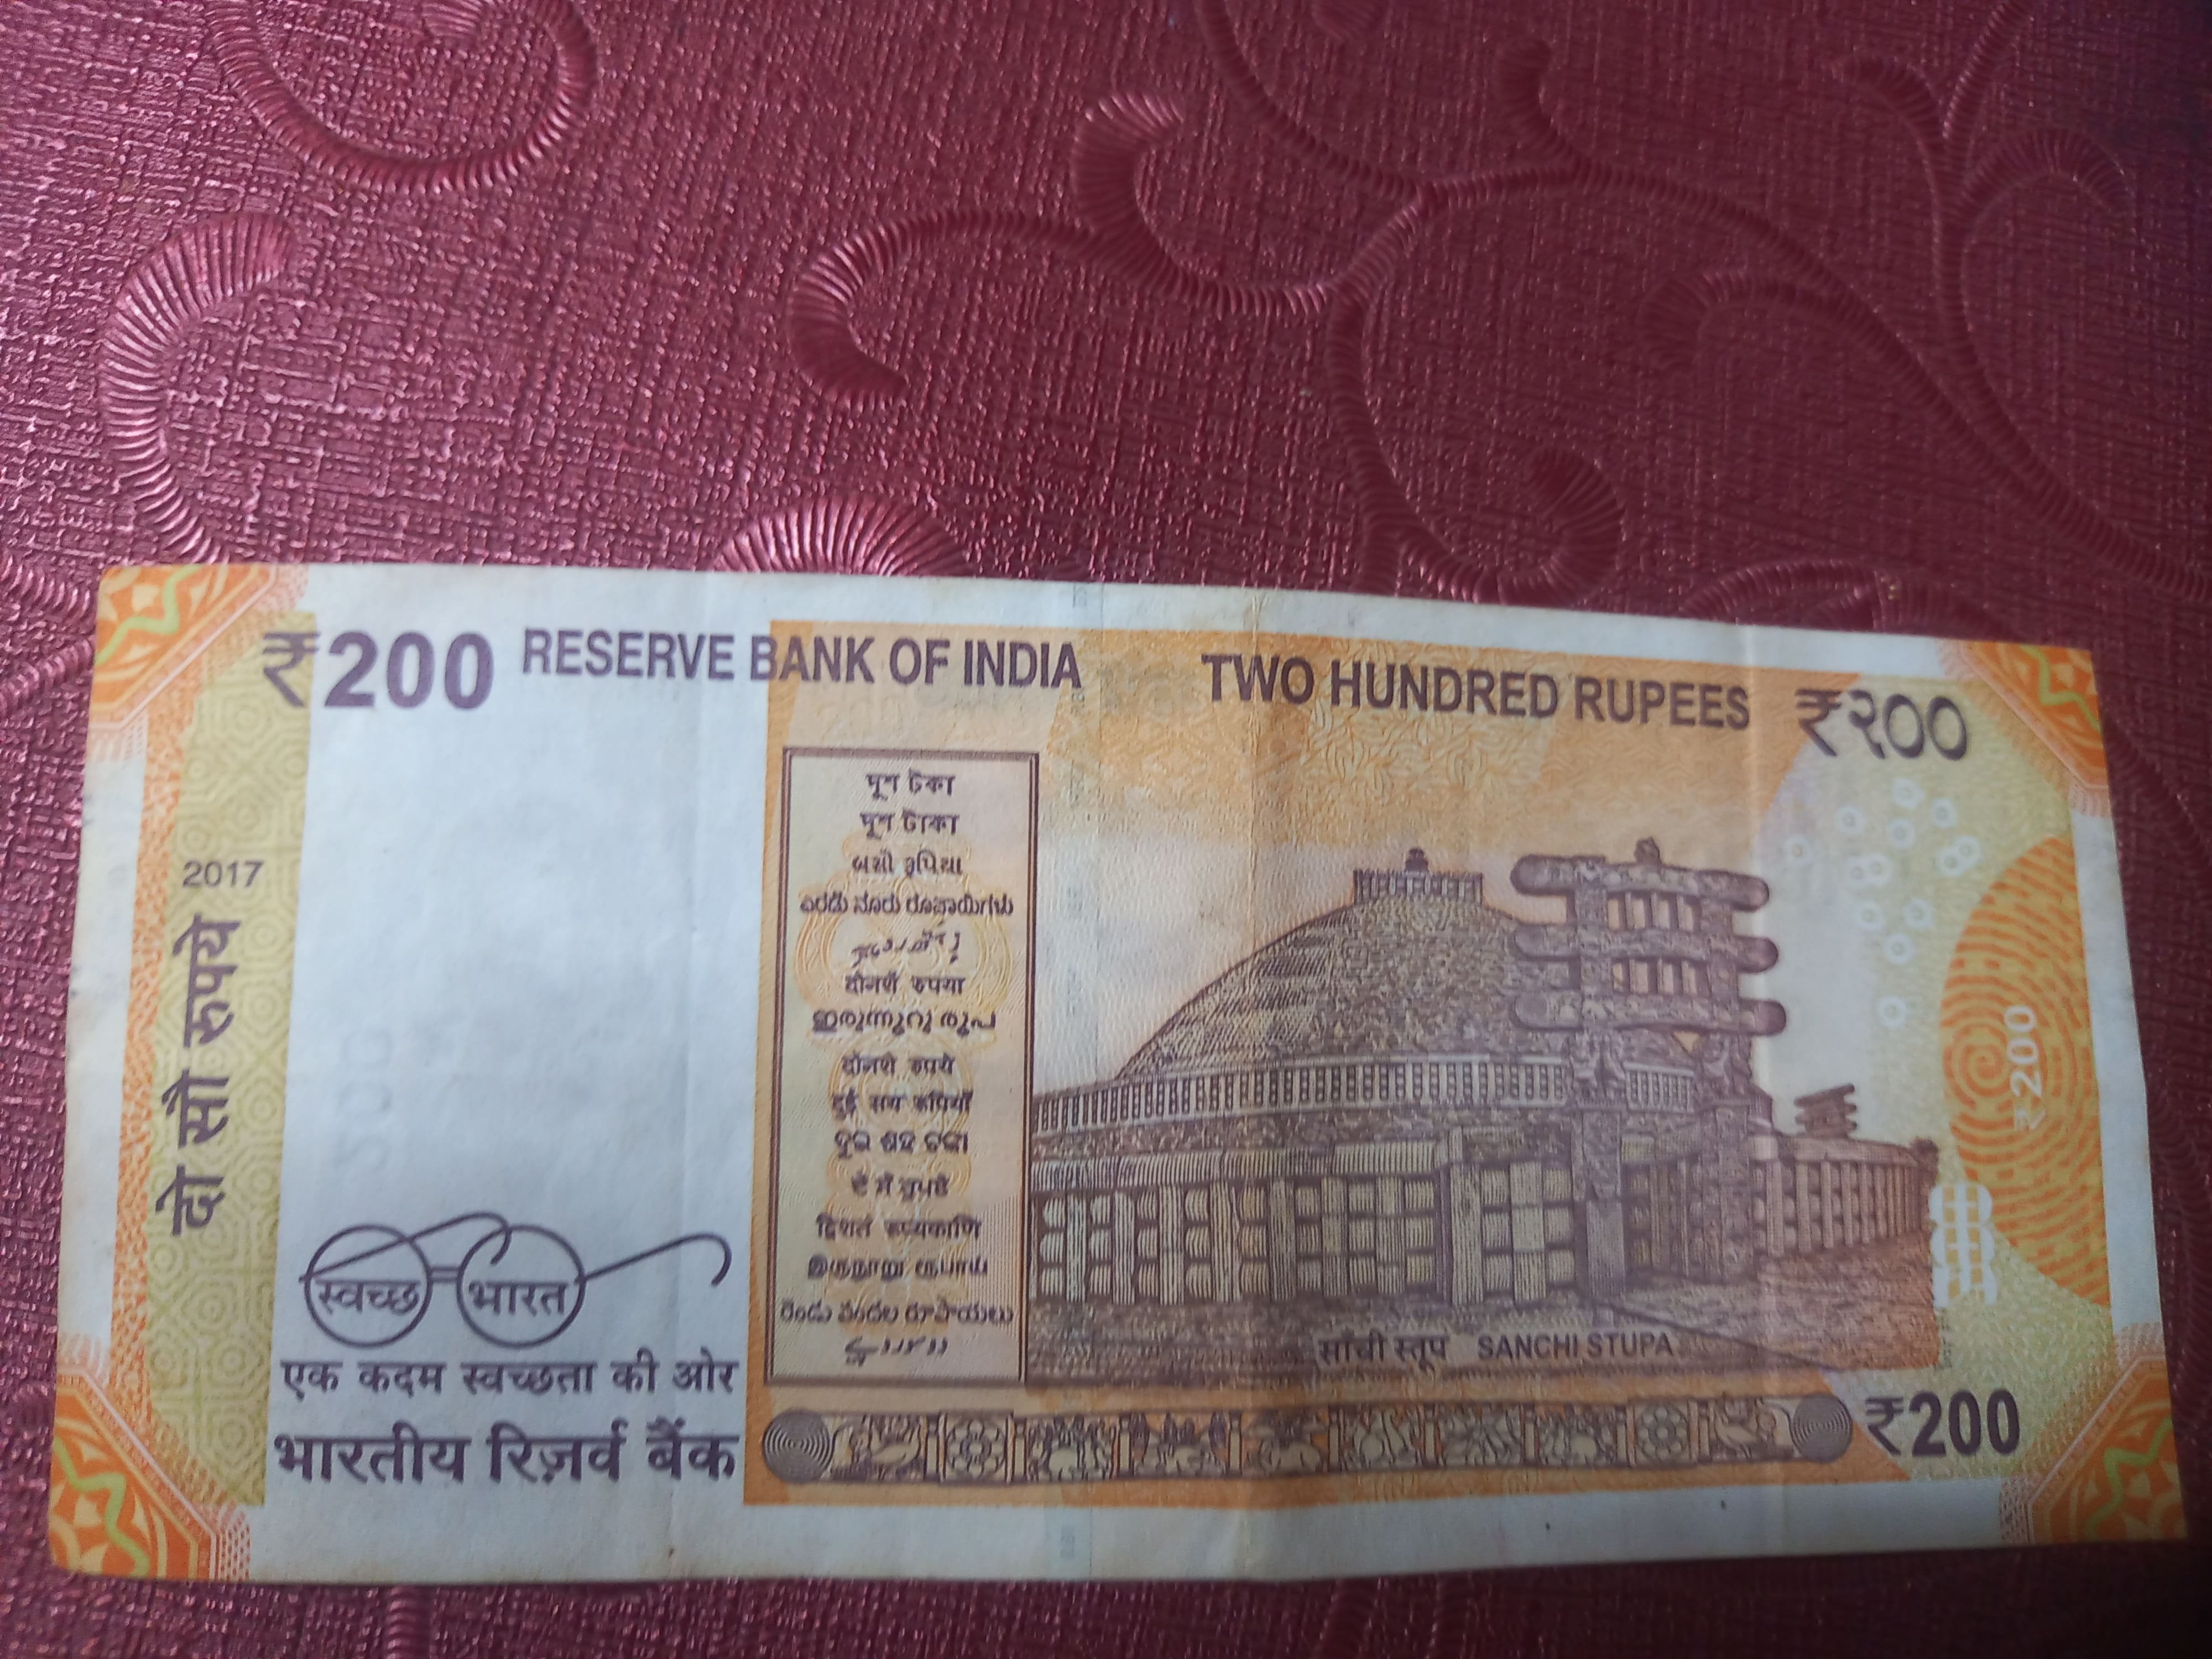 ₹200 RESERVE BANK OF INDIA TWO HUNDRED RUPEES ₹२००
2017
दो सौ रुपये
দুশ টকা
দুশ টাকা
બસો રૂપિયા
ಎರಡು ನೂರು ರೂಪಾಯಿಗಳು
दोनशें रुपया
ഇരുന്നൂറു രൂപ
दोनशे रुपये
दुई सय रुपियाँ
ଦୁଇ ଶହ ଟଙ୍କା
ਦੋ ਸੌ ਰੁਪਏ
द्विशतं रूप्यकाणि
இருநூறு ரூபாய்
రెండు వందల రూపాయలు
₹200
स्वच्छ भारत
एक कदम स्वच्छता की ओर
भारतीय रिज़र्व बैंक
सांची स्तूप SANCHI STUPA
₹200